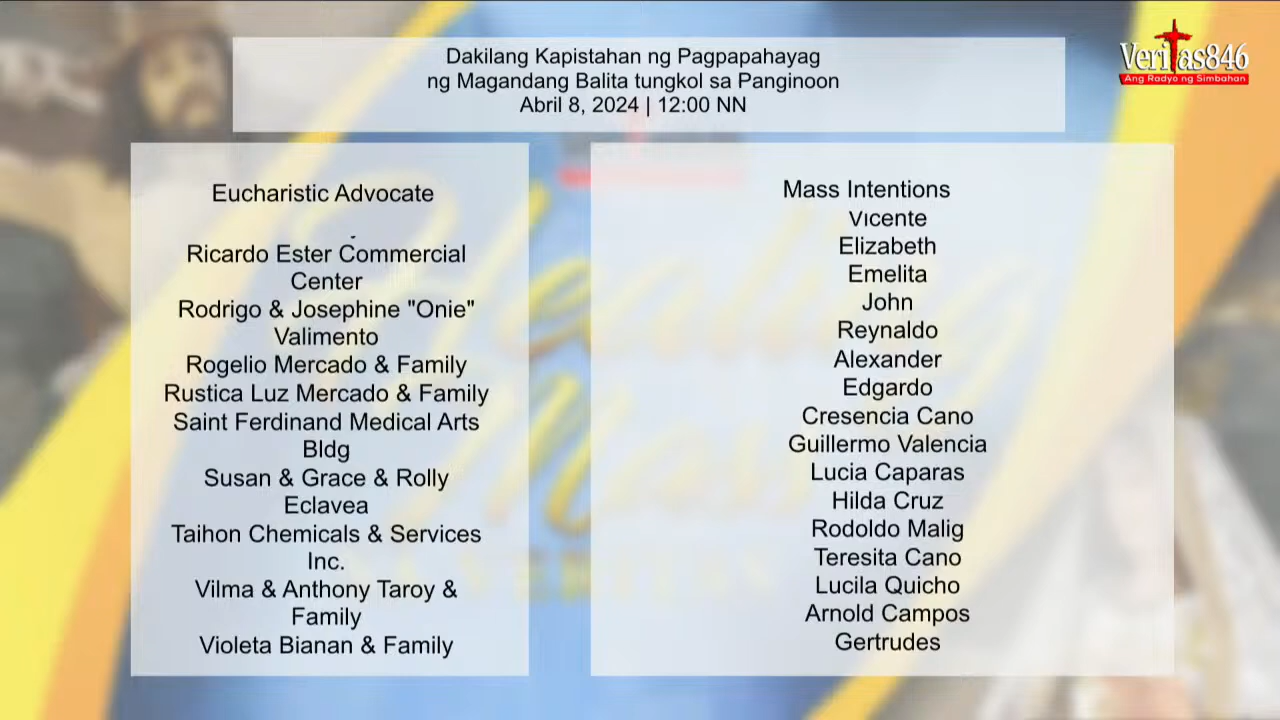 Dakilang Kapistahan ng Pagpapahayag
ng Magandang Balita tungkol sa Panginoon
Abril 8, 2024 | 12:00 NN
Veritas846
Ang Radyo ng Simbahan
Eucharistic Advocate
Ricardo Ester Commercial
Center
Rodrigo & Josephine "Onie"
Valimento
Rogelio Mercado & Family
Rustica Luz Mercado & Family
Saint Ferdinand Medical Arts
Bldg
Susan & Grace & Rolly
Eclavea
Taihon Chemicals & Services
Inc.
Vilma & Anthony Taroy &
Family
Violeta Bianan & Family
Mass Intentions
Vicente
Elizabeth
Emelita
John
Reynaldo
Alexander
Edgardo
Cresencia Cano
Guillermo Valencia
Lucia Caparas
Hilda Cruz
Rodoldo Malig
Teresita Cano
Lucila Quicho
Arnold Campos
Gertrudes